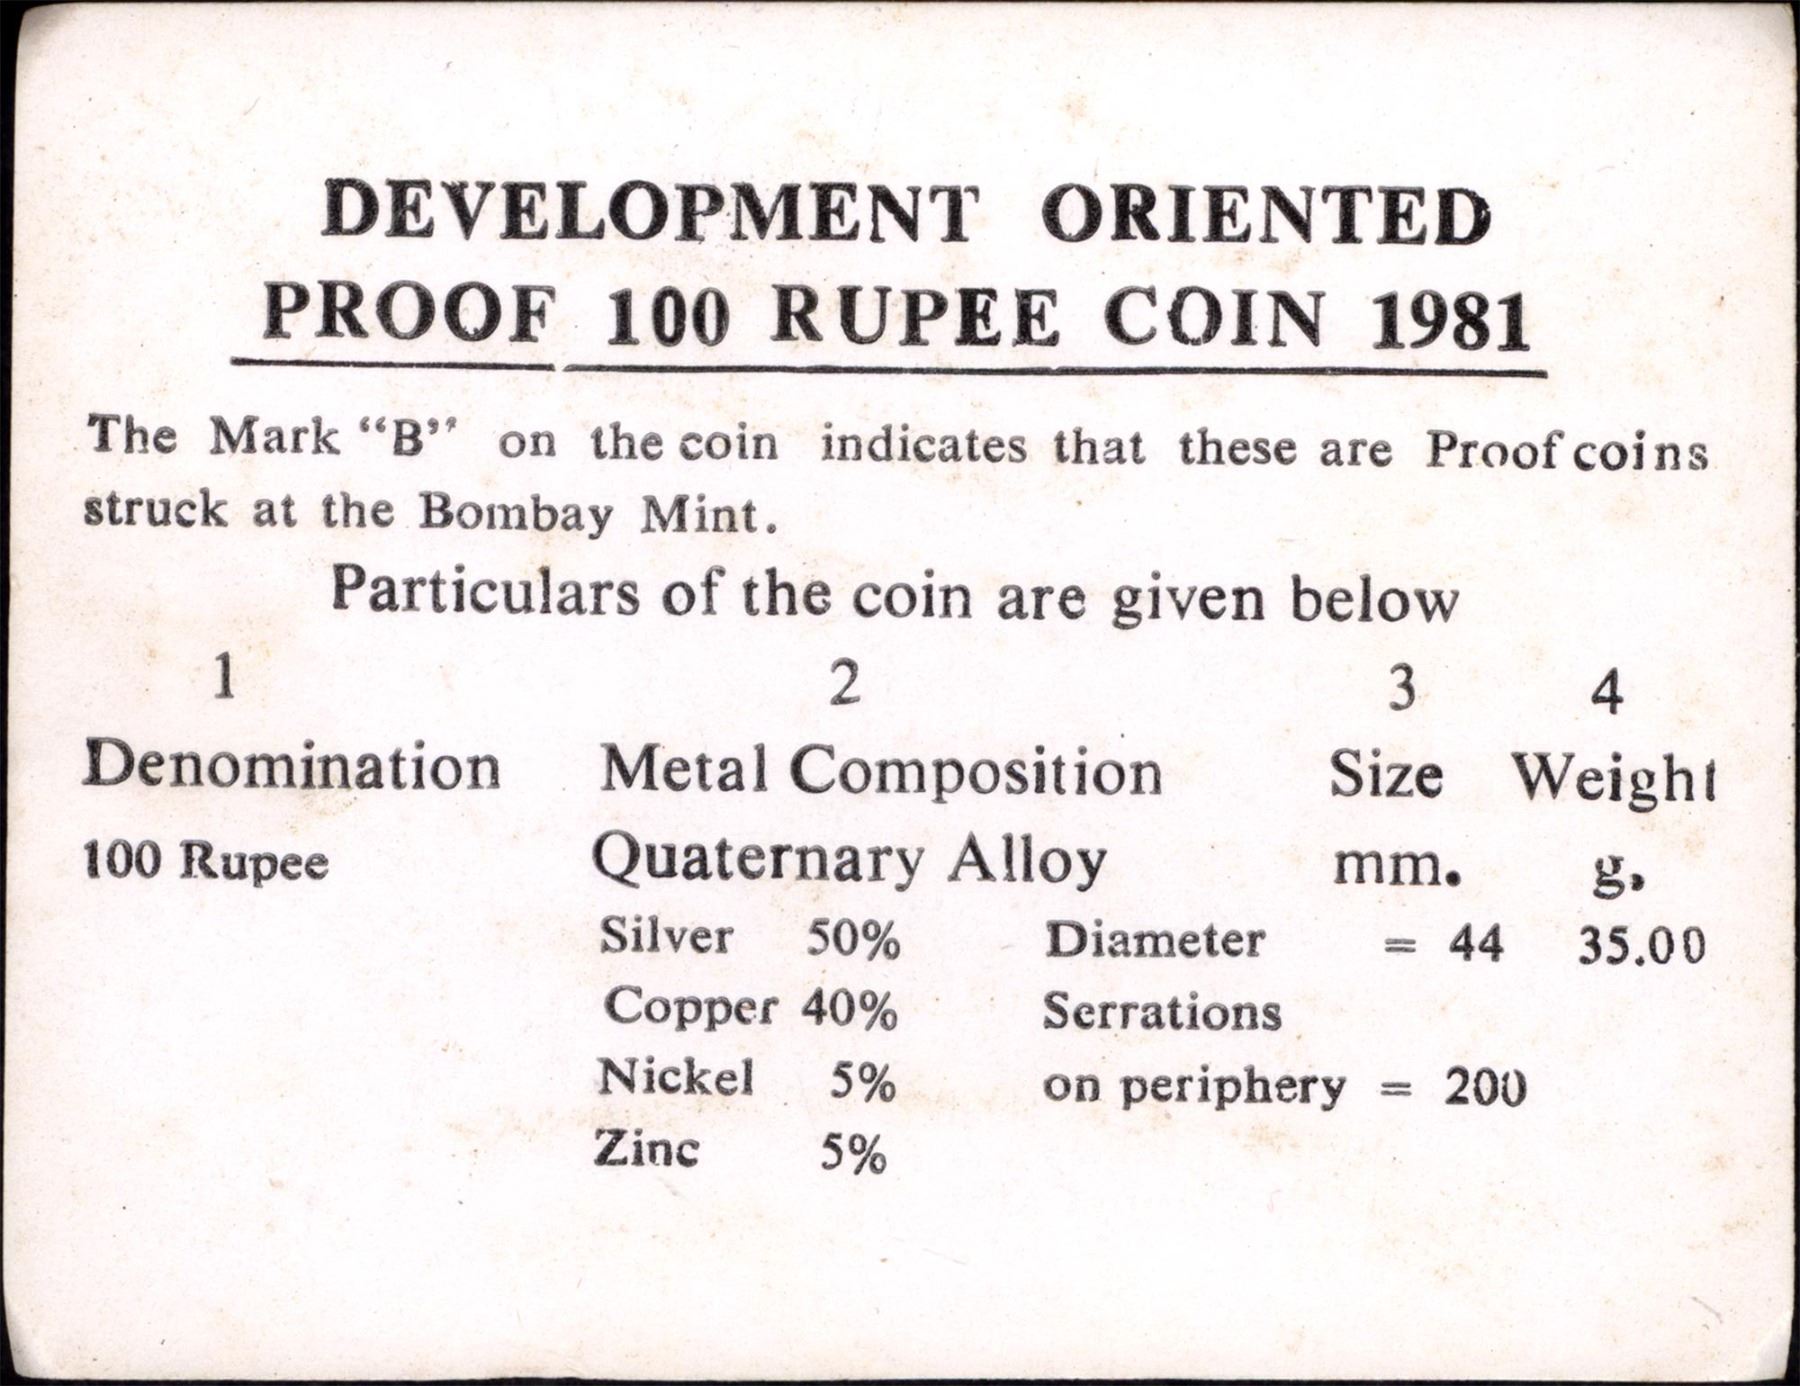 DEVELOPMENT ORIENTED
PROOF 100 RUPEE COIN 1981
The Mark “B” on the coin indicates that these are Proof coins
struck at the Bombay Mint.
Particulars of the coin are given below
1 2 3 4
Denomination Metal Composition Size Weight
100 Rupee Quaternary Alloy mm. g,
Silver 50% Diameter = 44 35.00
Copper 40% Serrations
Nickel 5% on periphery = 200
Zinc 5%